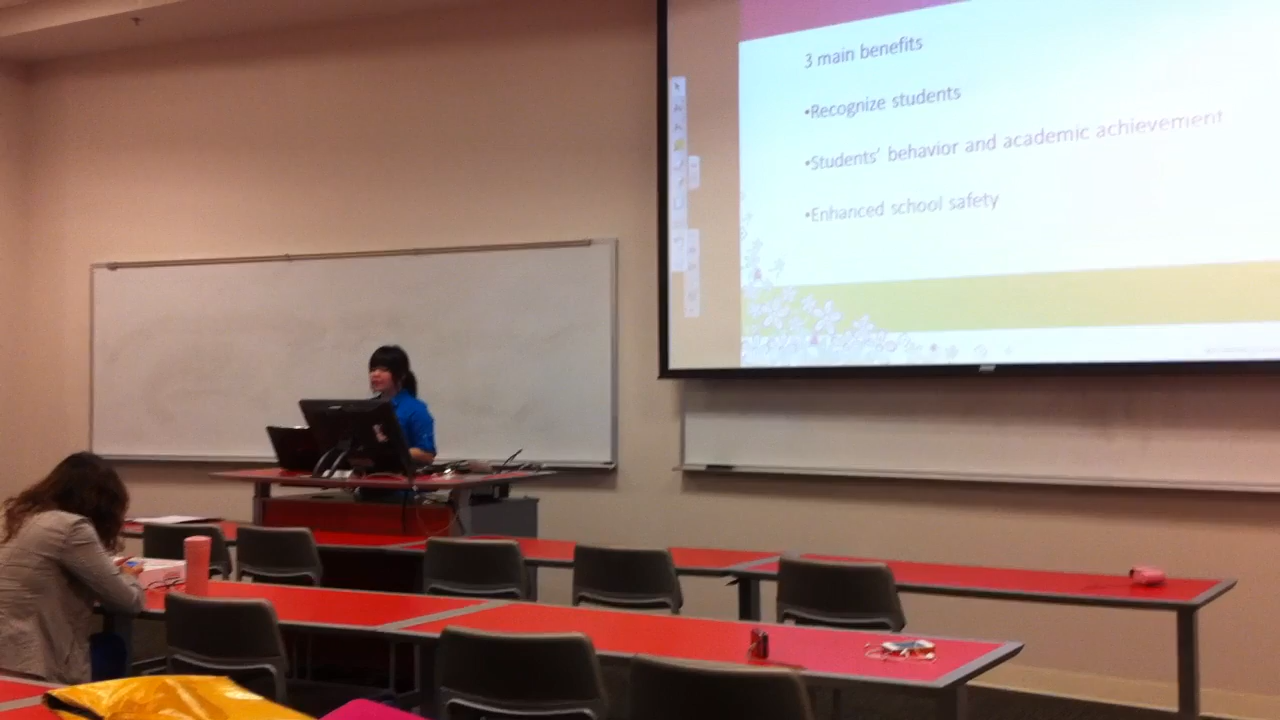 3 main benefits
•Recognize students
•Students' behavior and academic achievement
•Enhanced school safety